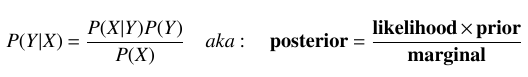 P(Y|X) = P(X|Y)P(Y) / P(X) aka : posterior = likelihood × prior / marginal